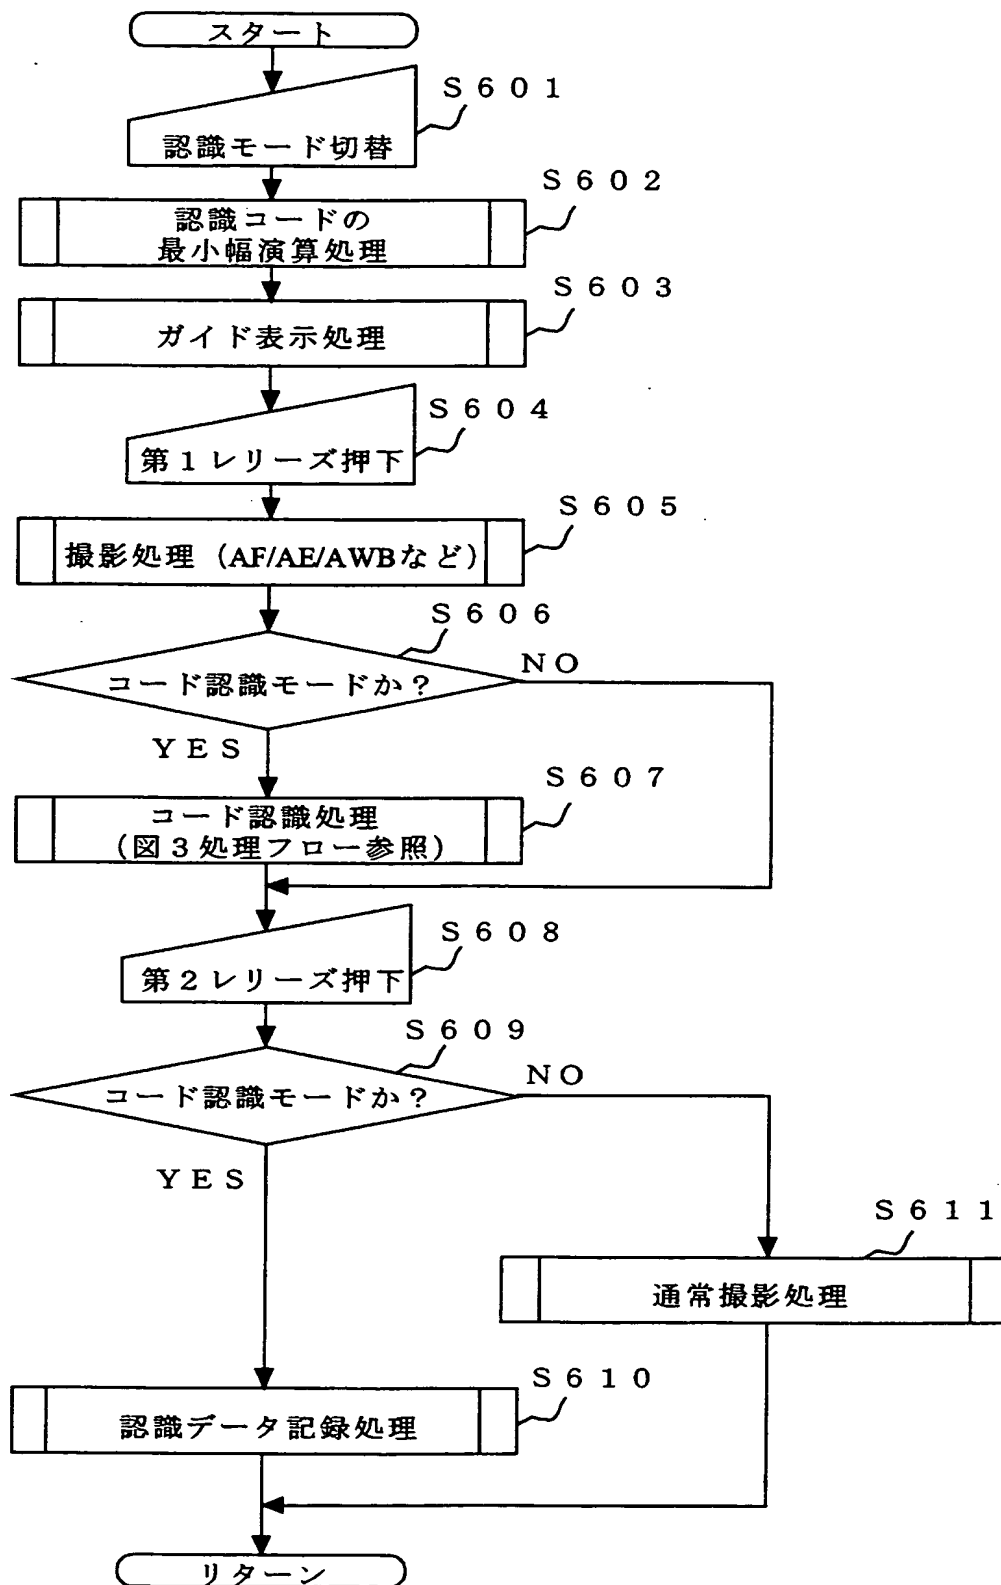 スタート
S601
認識モード切替
S602
認識コードの
最小幅演算処理
S603
ガイド表示処理
S604
第1レリーズ押下
S605
撮影処理（AF/AE/AWBなど）
S606
コード認識モードか？
NO
YES
S607
コード認識処理
（図3処理フロー参照）
S608
第2レリーズ押下
S609
コード認識モードか？
NO
YES
S611
通常撮影処理
S610
認識データ記録処理
リターン